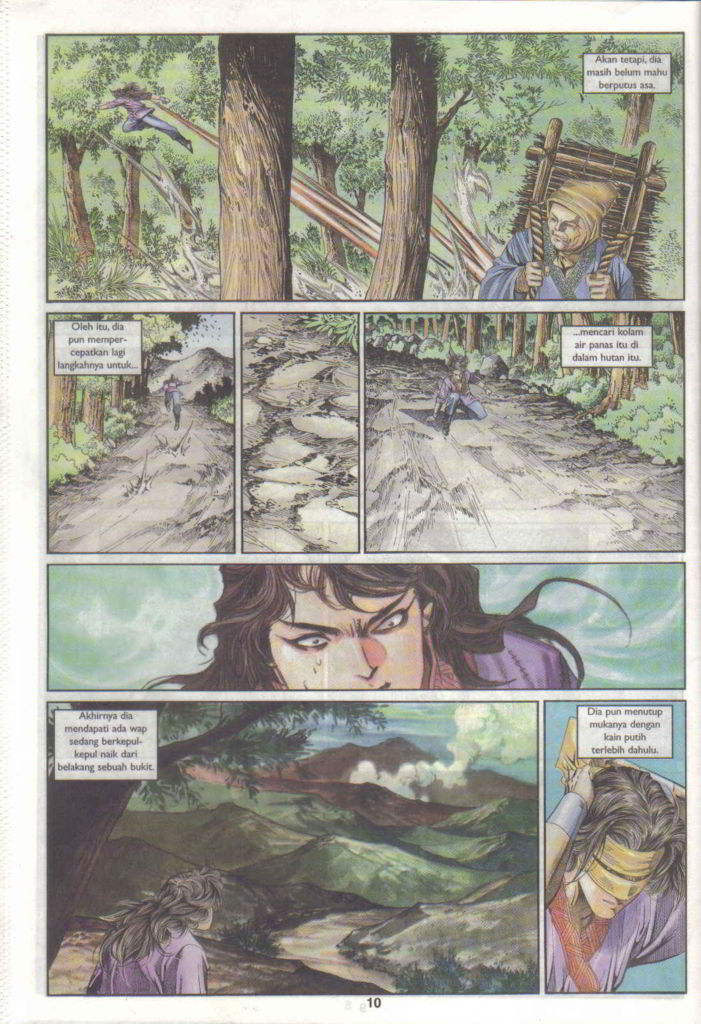 Akan tetapi, dia
masih belum mahu
berputus asa.
Oleh itu, dia
pun memper-
cepatkan lagi
langkahnya untuk...
...mencari kolam
air panas itu di
dalam hutan itu.
Akhirnya dia
mendapati ada wap
sedang berkepul-
kepul naik dari
belakang sebuah bukit.
Dia pun menutup
mukanya dengan
kain putih
terlebih dahulu.
10